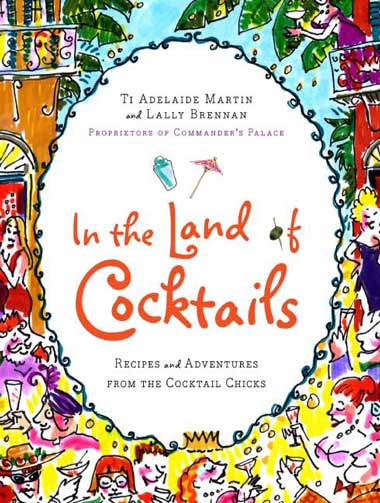 Ti Adelaide Martin
and Lally Brennan
Proprietors of Commander's Palace
In the Land of
Cocktails
Recipes and Adventures
from the Cocktail Chicks